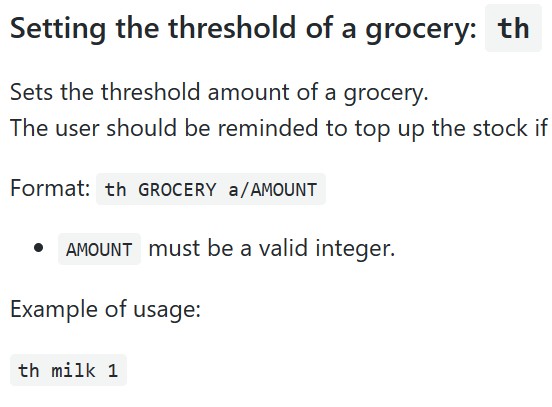 Setting the threshold of a grocery: th
Sets the threshold amount of a grocery.
The user should be reminded to top up the stock if
Format: th GROCERY a/AMOUNT
• AMOUNT must be a valid integer.
Example of usage:
th milk 1